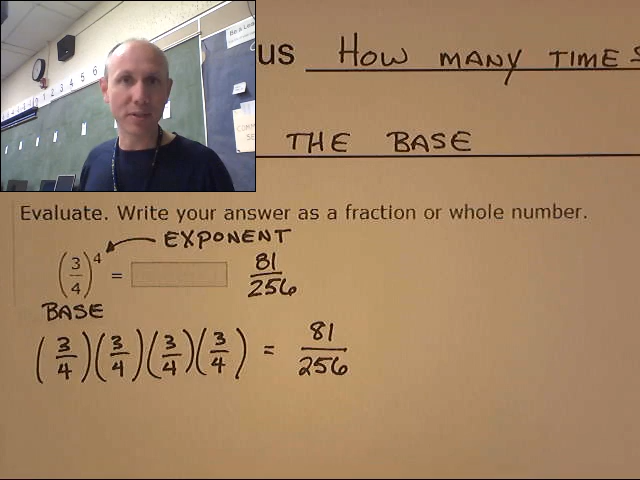 us HOW MANY TIMES
THE BASE
Evaluate. Write your answer as a fraction or whole number.
EXPONENT
(3/4)^4 = 81/256
BASE
(3/4)(3/4)(3/4)(3/4) = 81/256